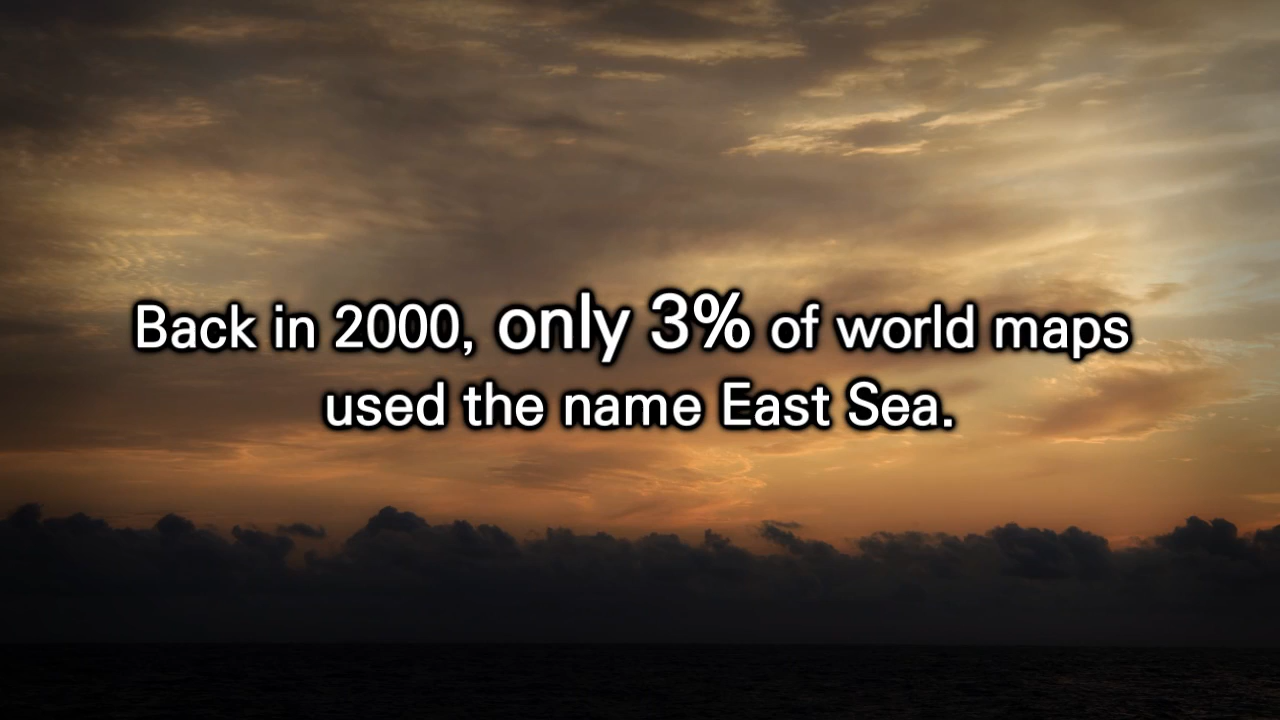 Back in 2000, only 3% of world maps
used the name East Sea.